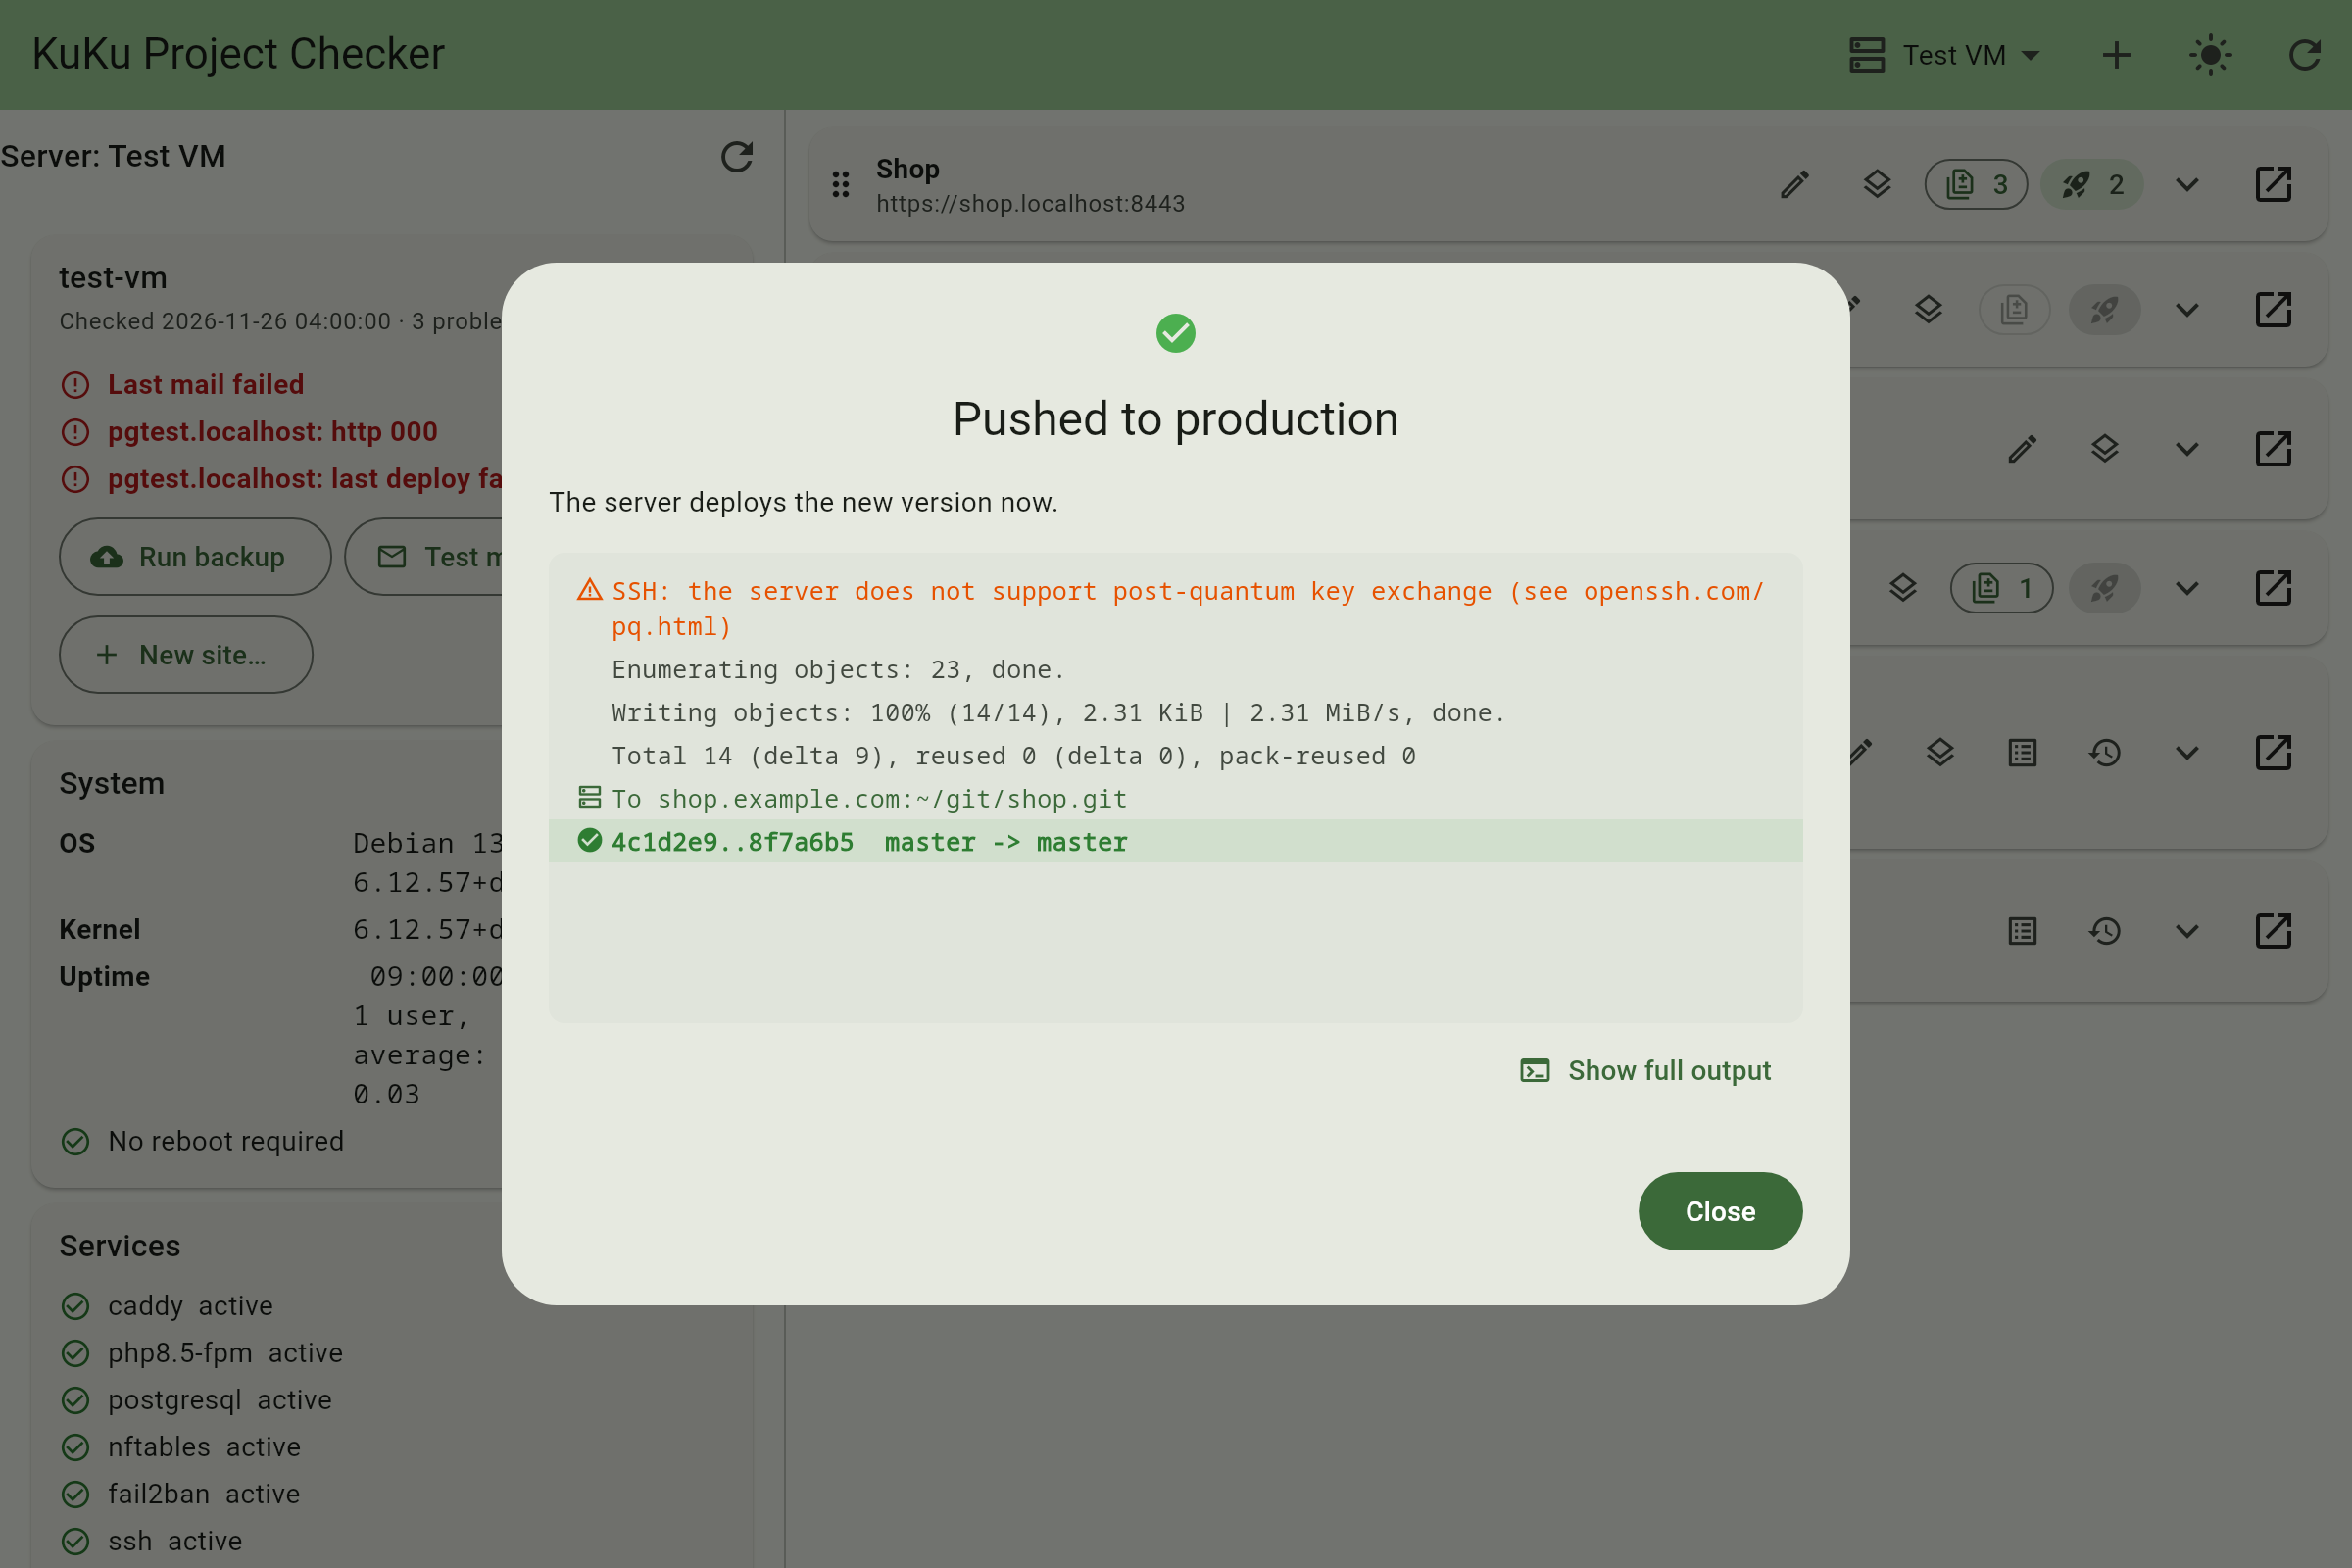 KuKu Project Checker
Test VM
Server: Test VM
Shop
https://shop.localhost:8443
3
2
test-vm
Checked 2026-11-26 04:00:00 · 3
Last mail failed
pgtest.localhost: http 000
pgtest.localhost: last deploy
Run backup
Test
New site...
1
System
OS
Debian 13
6.12.57+d
Kernel
6.12.57+d
Uptime
09:00:00
1 user,
average:
0.03
No reboot required
Services
caddy active
php8.5-fpm active
postgresql active
nftables active
fail2ban active
ssh active
Pushed to production
The server deploys the new version now.
SSH: the server does not support post-quantum key exchange (see openssh.com/
pq.html)
Enumerating objects: 23, done.
Writing objects: 100% (14/14), 2.31 KiB | 2.31 MiB/s, done.
Total 14 (delta 9), reused 0 (delta 0), pack-reused 0
To shop.example.com:~/git/shop.git
4c1d2e9..8f7a6b5  master -> master
Show full output
Close